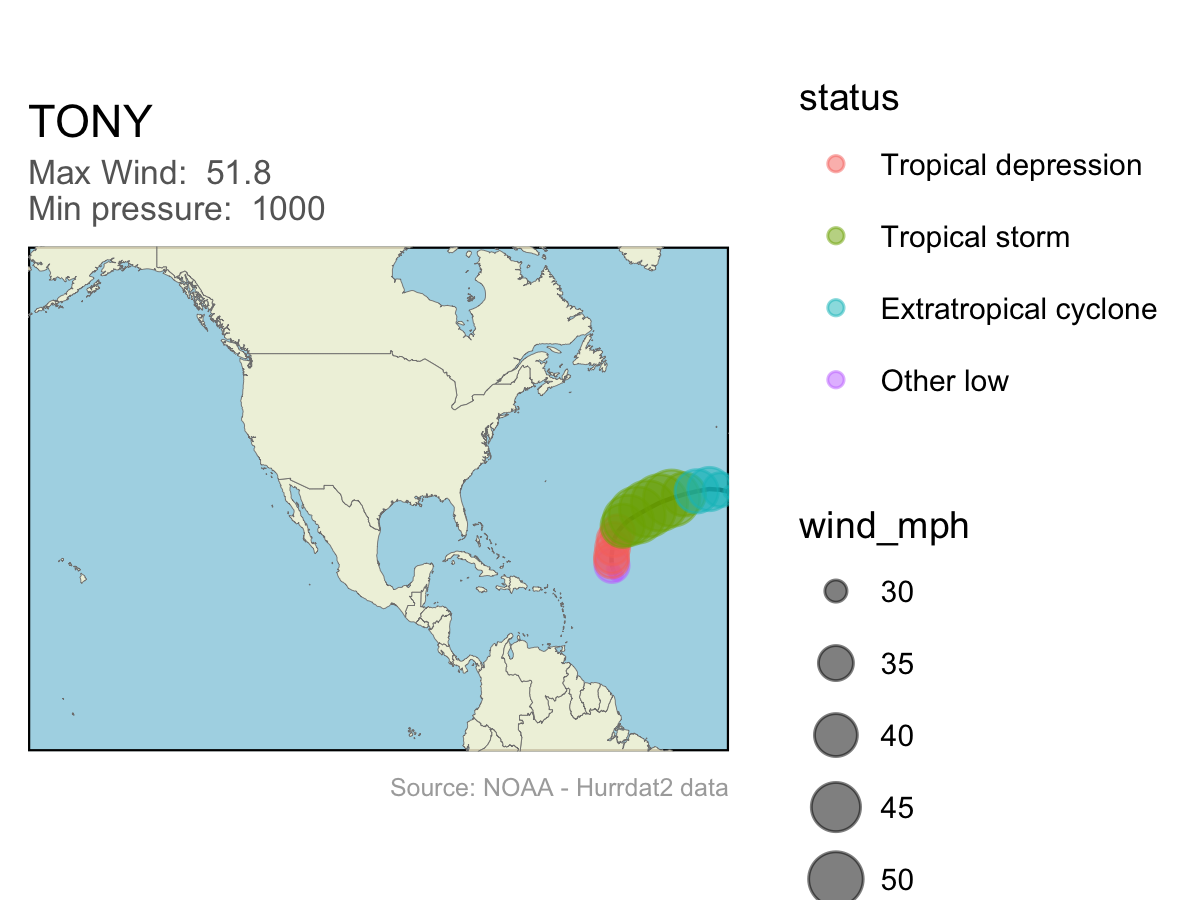 TONY
Max Wind:  51.8
Min pressure:  1000
Source: NOAA - Hurrdat2 data
status
Tropical depression
Tropical storm
Extratropical cyclone
Other low
wind_mph
30
35
40
45
50